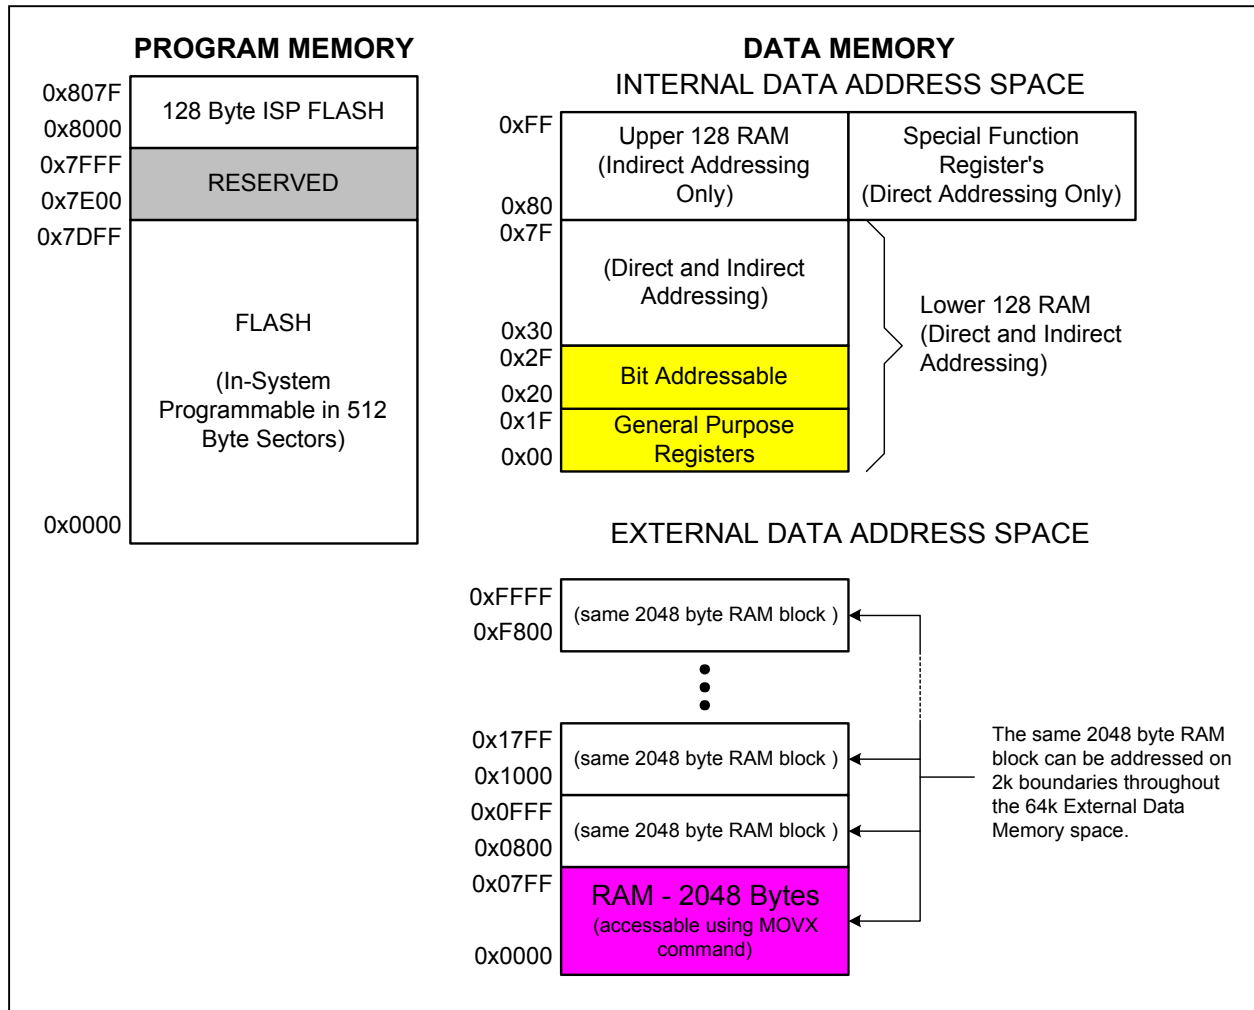 PROGRAM MEMORY
0x807F
128 Byte ISP FLASH
0x8000
0x7FFF
RESERVED
0x7E00
0x7DFF
FLASH
(In-System
Programmable in 512
Byte Sectors)
0x0000
DATA MEMORY
INTERNAL DATA ADDRESS SPACE
0xFF
Upper 128 RAM
(Indirect Addressing
Only)
0x80
Special Function
Register's
(Direct Addressing Only)
0x7F
(Direct and Indirect
Addressing)
0x30
0x2F
Bit Addressable
0x20
0x1F
General Purpose
Registers
0x00
Lower 128 RAM
(Direct and Indirect
Addressing)
EXTERNAL DATA ADDRESS SPACE
0xFFFF
(same 2048 byte RAM block )
0xF800
0x17FF
(same 2048 byte RAM block )
0x1000
0x0FFF
(same 2048 byte RAM block )
0x0800
0x07FF
RAM - 2048 Bytes
(accessable using MOVX
command)
0x0000
The same 2048 byte RAM
block can be addressed on
2k boundaries throughout
the 64k External Data
Memory space.